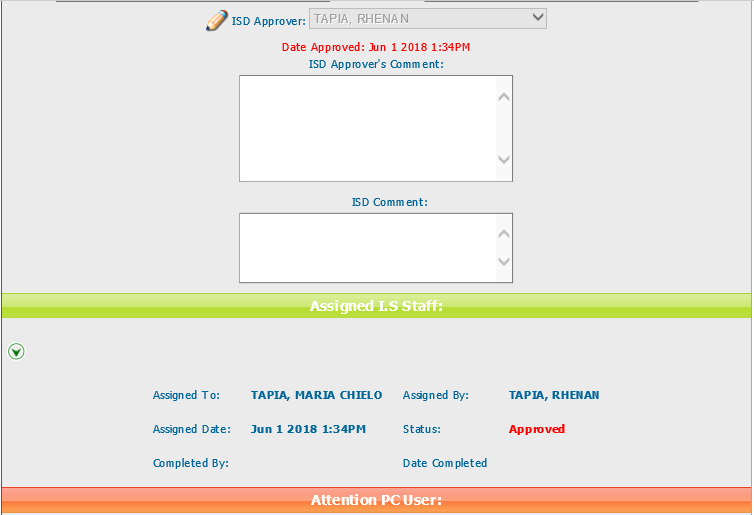 ISD Approver: TAPIA, RHENAN
Date Approved: Jun 1 2018 1:34PM
ISD Approver's Comment:
ISD Comment:
Assigned I.S Staff:
Assigned To: TAPIA, MARIA CHIELO Assigned By: TAPIA, RHENAN
Assigned Date: Jun 1 2018 1:34PM Status: Approved
Completed By: Date Completed
Attention PC User: